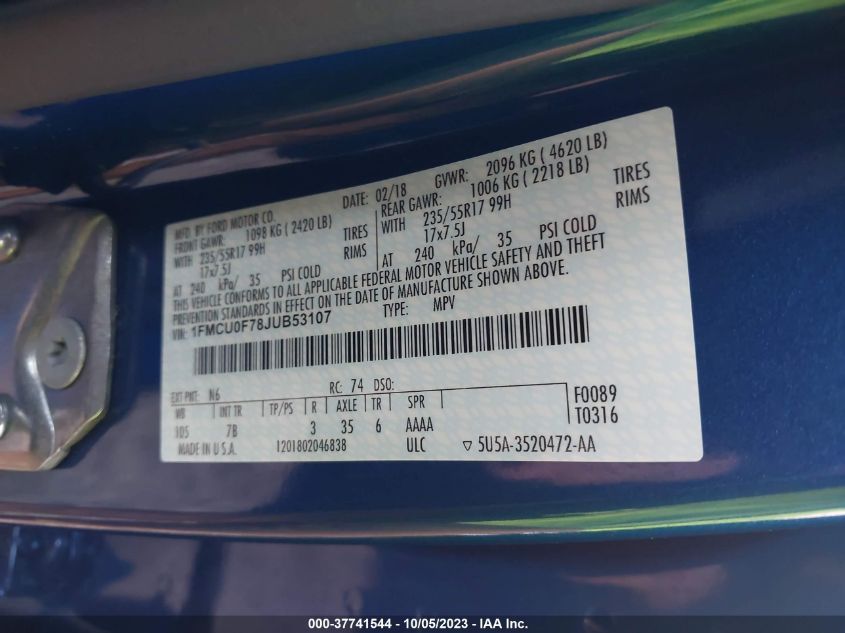 MFD. BY FORD MOTOR CO.
DATE: 02/18 GVWR: 2096 KG ( 4620 LB)
FRONT GAWR: 1098 KG ( 2420 LB) REAR GAWR: 1006 KG ( 2218 LB)
WITH 235/55R17 99H TIRES WITH 235/55R17 99H TIRES
17x7.5J RIMS 17x7.5J RIMS
AT 240 kPa/ 35 PSI COLD AT 240 kPa/ 35 PSI COLD
THIS VEHICLE CONFORMS TO ALL APPLICABLE FEDERAL MOTOR VEHICLE SAFETY AND THEFT
PREVENTION STANDARDS IN EFFECT ON THE DATE OF MANUFACTURE SHOWN ABOVE.
VIN: 1FMCU0F78JUB53107 TYPE: MPV
EXT PNT: N6 RC: 74 DSO:
WB INT TR TP/PS R AXLE TR SPR
105 7B 3 35 6 AAAA
F0089
T0316
MADE IN U.S.A. 1201802046838 ULC ▽ 5U5A-3520472-AA
000-37741544 - 10/05/2023 - IAA Inc.